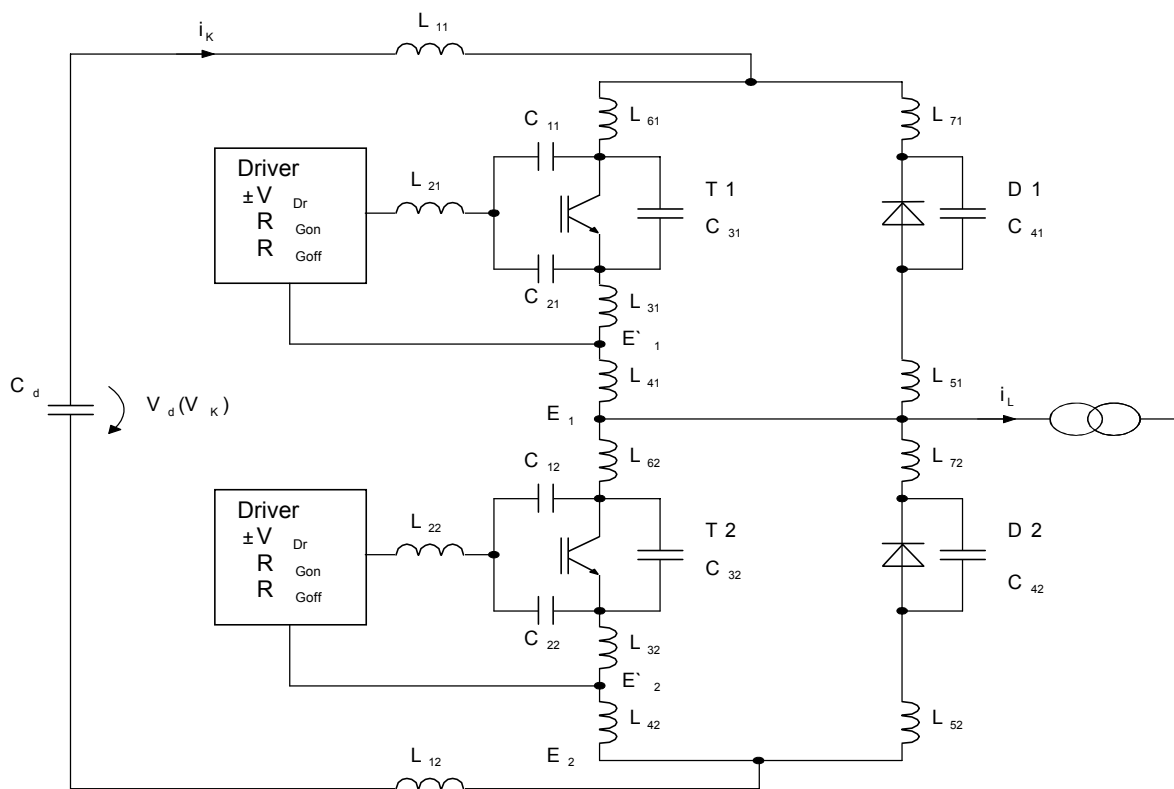 i K
L 11
L 61
L 71
C 11
Driver
±V Dr
R Gon
R Goff
L 21
T 1
C 31
D 1
C 41
C 21
L 31
E` 1
L 41
L 51
C d
V d(V K)
E 1
i L
L 62
L 72
C 12
Driver
±V Dr
R Gon
R Goff
L 22
T 2
C 32
D 2
C 42
C 22
L 32
E` 2
L 42
L 52
L 12
E 2